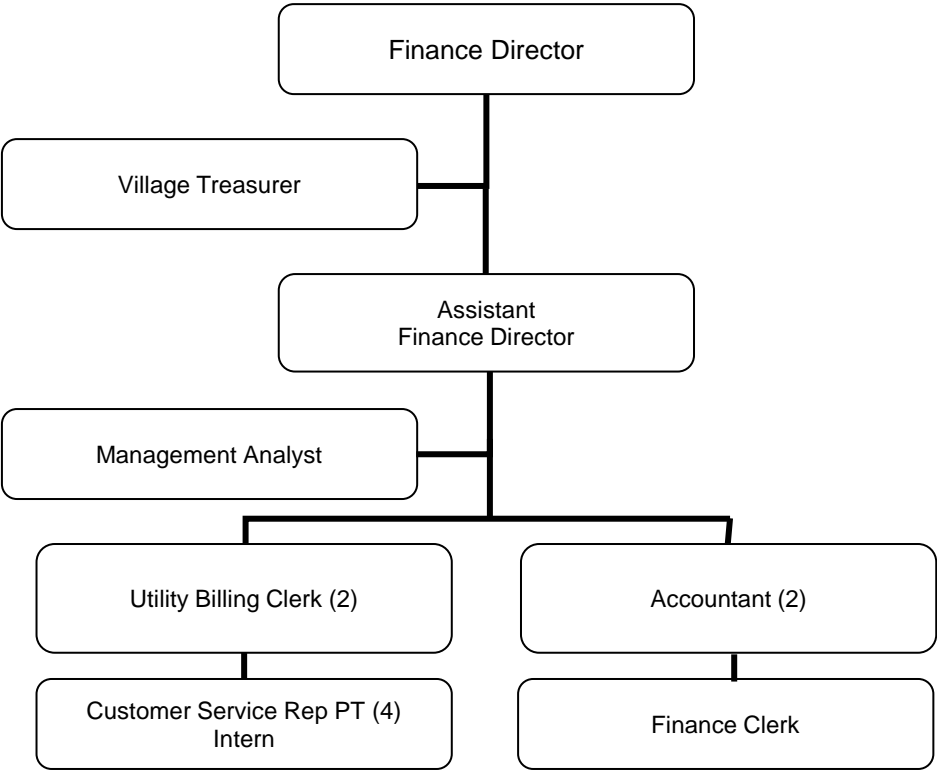 Finance Director
Village Treasurer
Assistant
Finance Director
Management Analyst
Utility Billing Clerk (2)
Accountant (2)
Customer Service Rep PT (4)
Intern
Finance Clerk